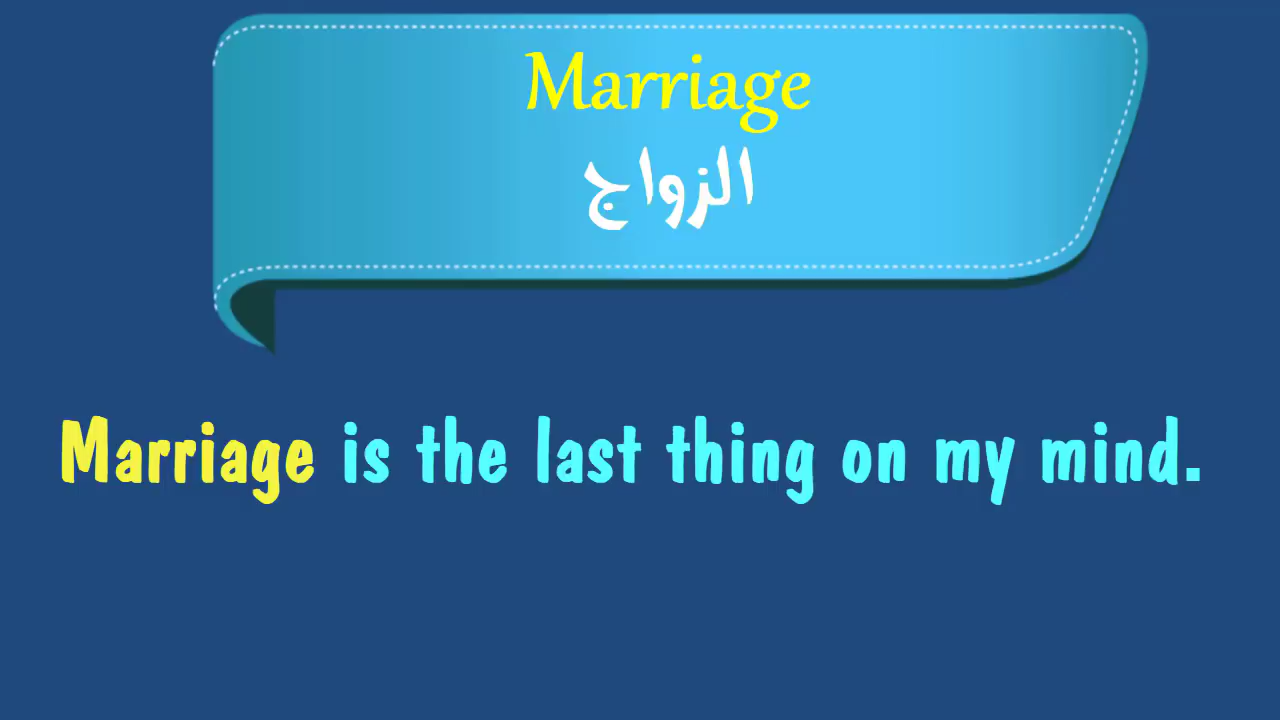 Marriage
الزواج
Marriage is the last thing on my mind.